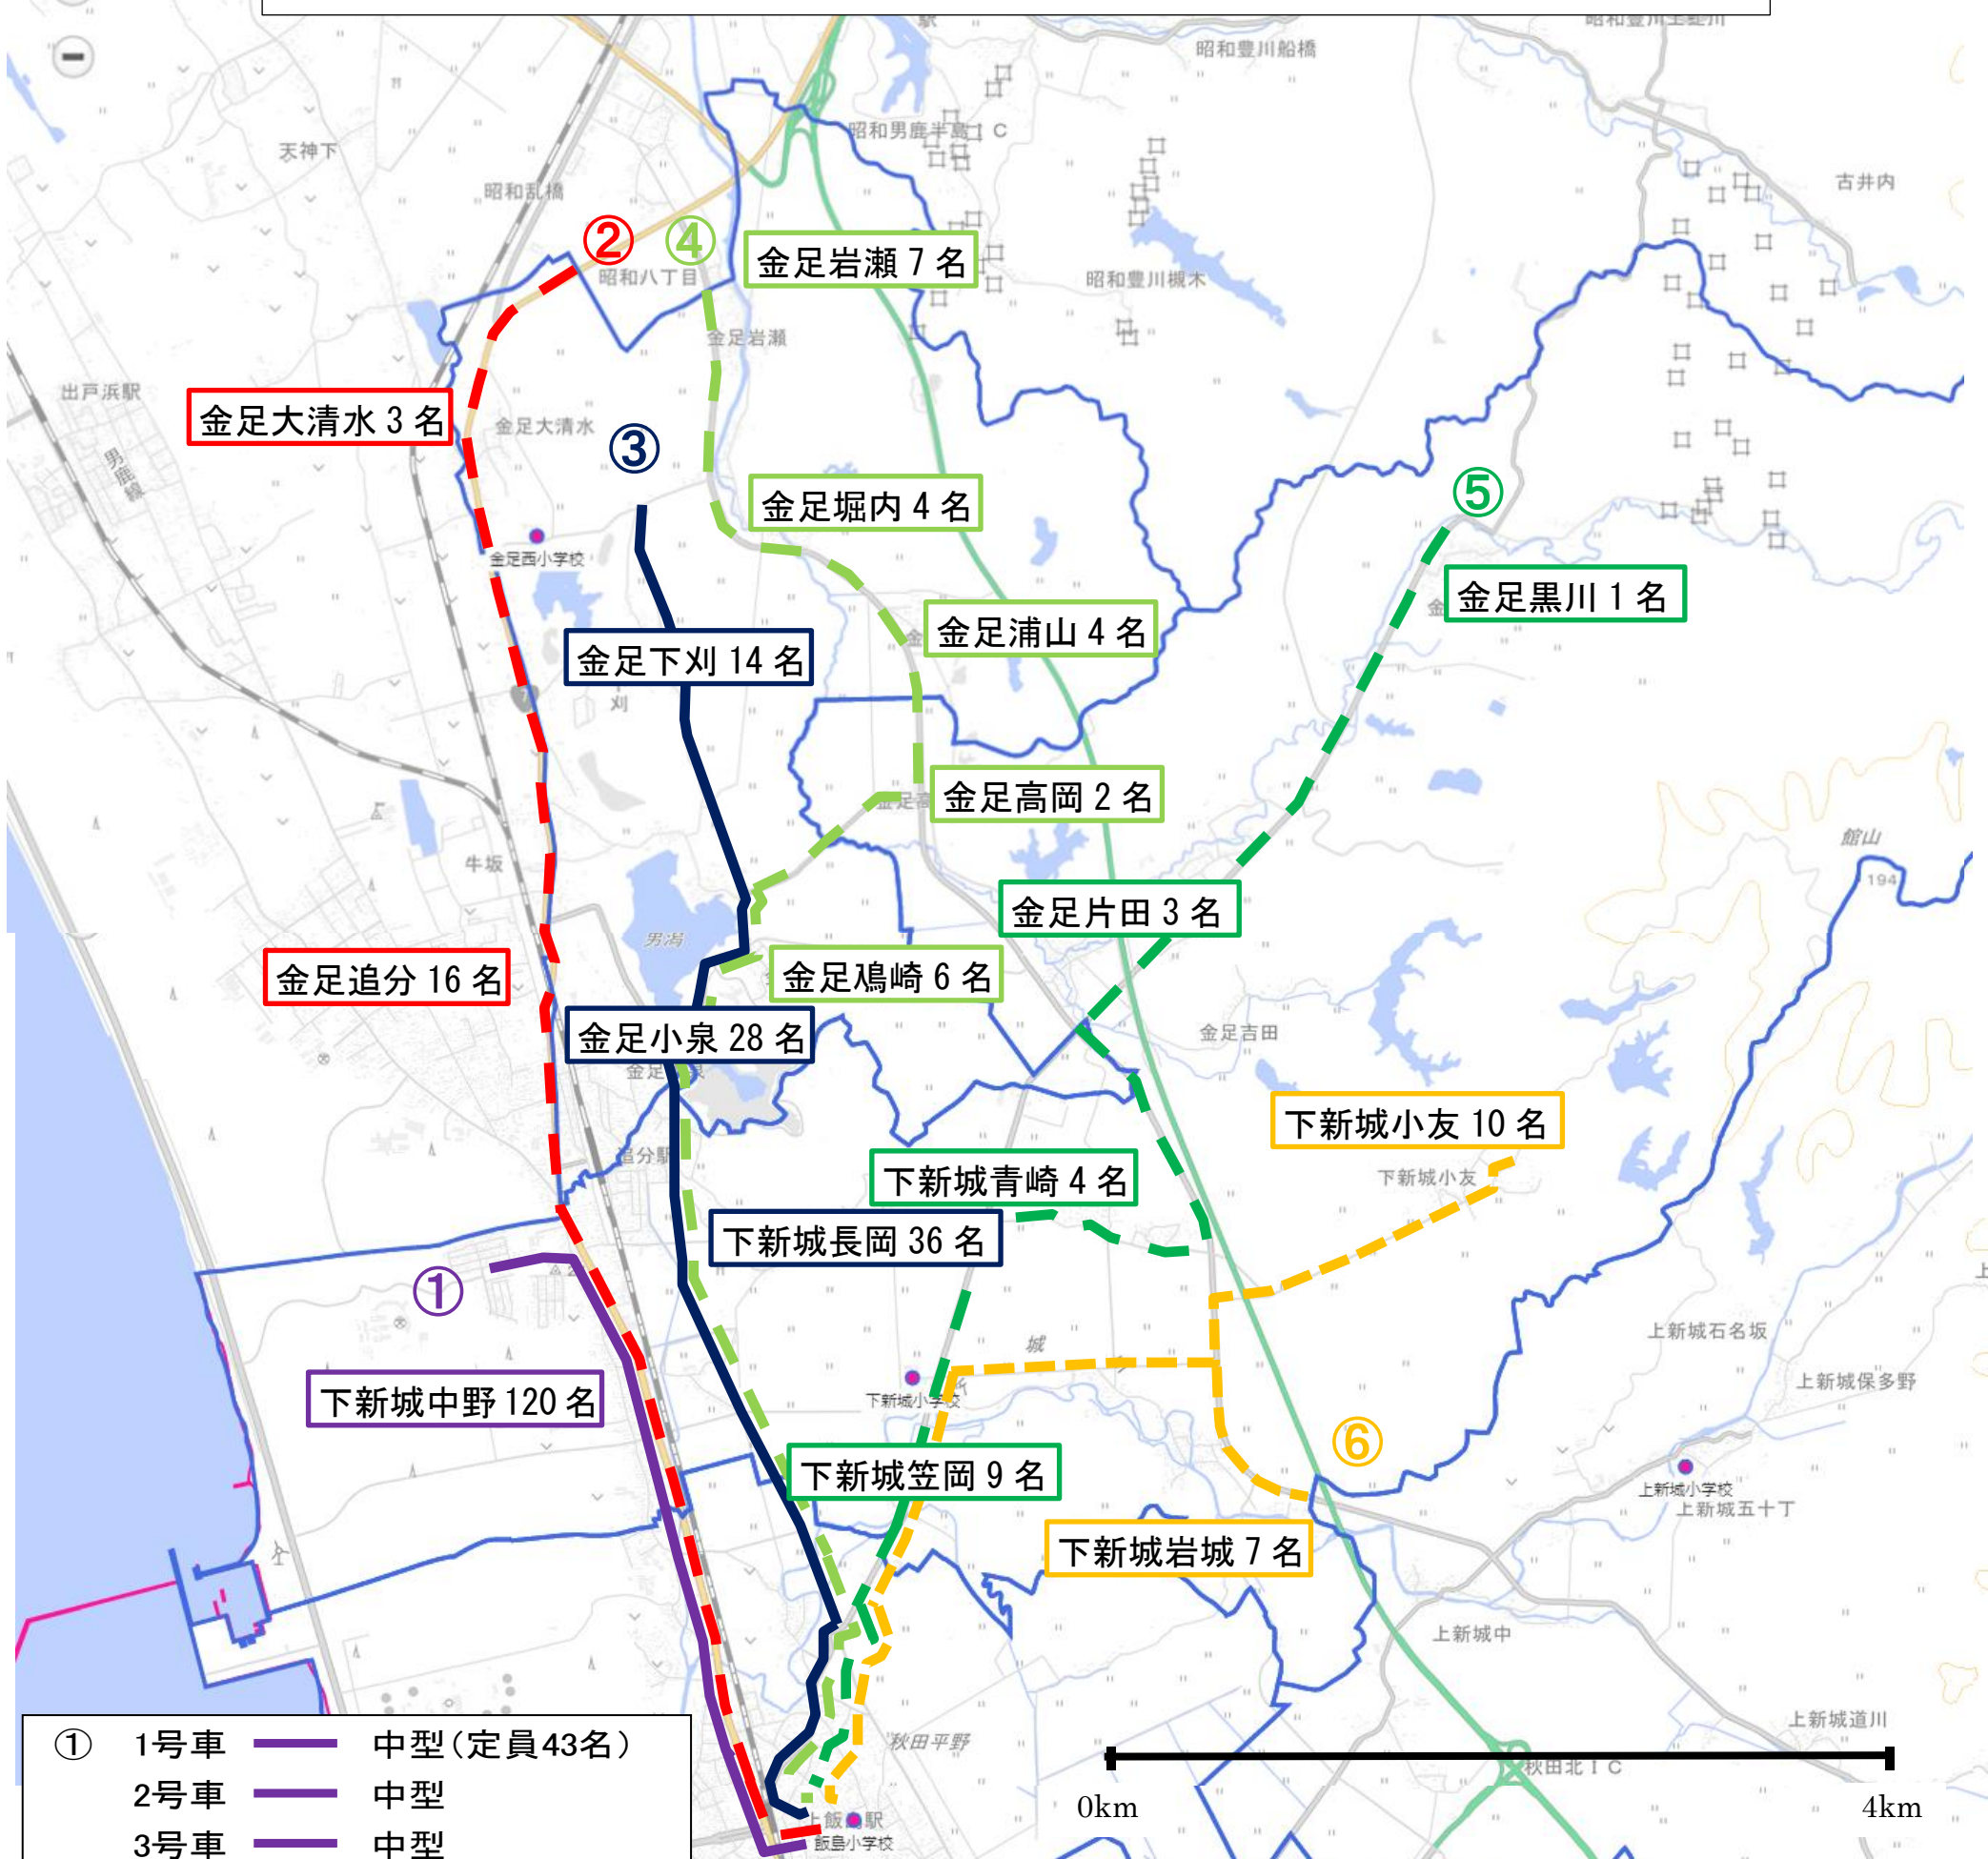 昭和豊川船橋
昭和男鹿半島IC
天神下
昭和乱橋
古井内
② ④
金足岩瀬 7 名
昭和八丁目
昭和豊川槻木
金足岩瀬
出戸浜駅
金足大清水 3 名
金足大清水
男鹿線
③
⑤
金足堀内 4 名
金足西小学校
金足黒川 1 名
金足浦山 4 名
金足下刈 14 名
7
刈
金足高岡 2 名
館山
牛坂
194
金足片田 3 名
男潟
金足追分 16 名
金足鳰崎 6 名
金足小泉 28 名
金足吉田
下新城小友 10 名
追分駅
下新城青崎 4 名
下新城小友
下新城長岡 36 名
①
上新城石名坂
城
下新城中野 120 名
上新城保多野
下新城小学校
⑥
下新城笠岡 9 名
上新城小学校
上新城五十丁
下新城岩城 7 名
上新城中
上新城道川
秋田平野
① 1号車 中型(定員43名)
秋田北IC
2号車 中型
0km 4km
上飯島駅
3号車 中型
飯島小学校